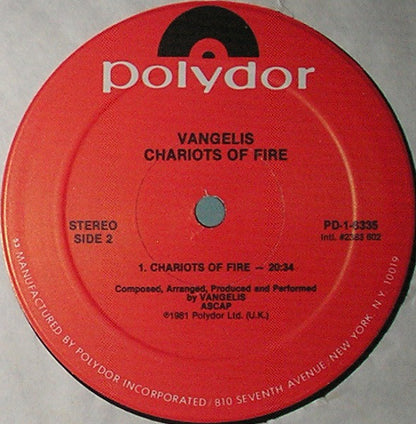 polydor
VANGELIS
CHARIOTS OF FIRE
STEREO
SIDE 2
PD-1-6335
Intl. #2383 602
1. CHARIOTS OF FIRE — 20:34
Composed, Arranged, Produced and Performed
by VANGELIS
ASCAP
℗1981 Polydor Ltd. (U.K.)
53 MANUFACTURED BY POLYDOR INCORPORATED/810 SEVENTH AVENUE NEW YORK, N.Y. 10019